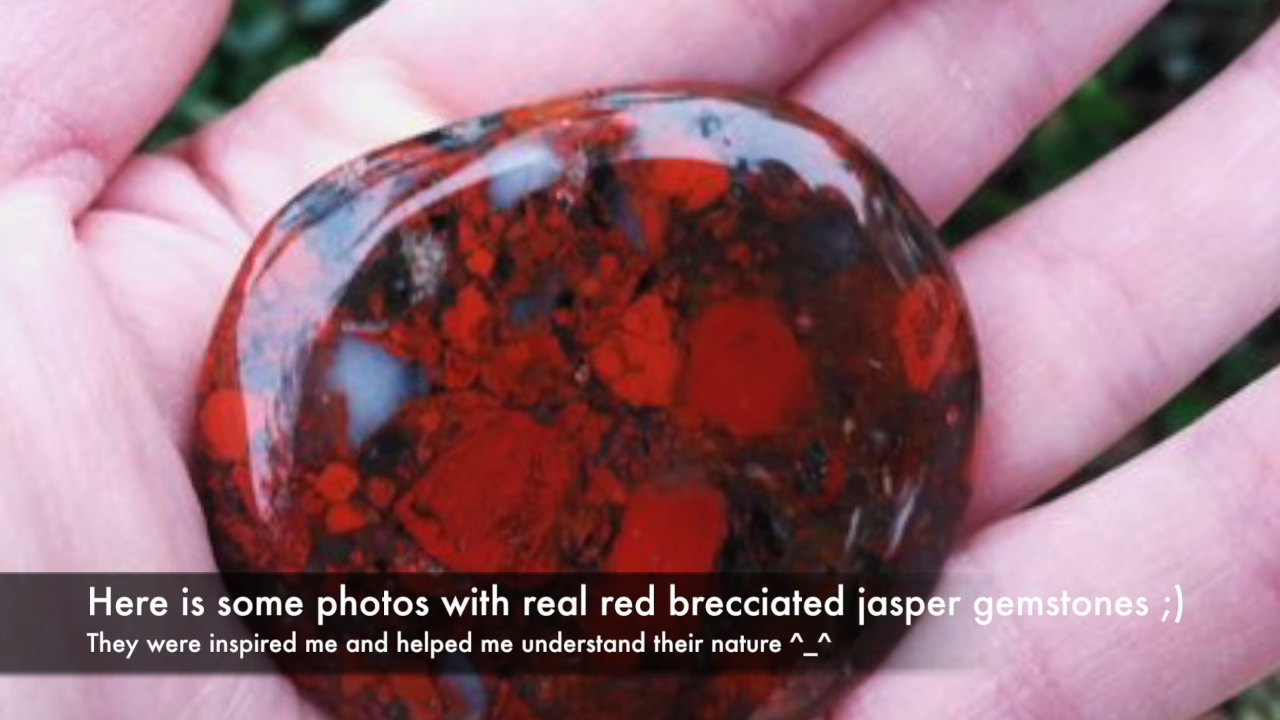 Here is some photos with real red brecciated jasper gemstones ;)
They were inspired me and helped me understand their nature ^_^